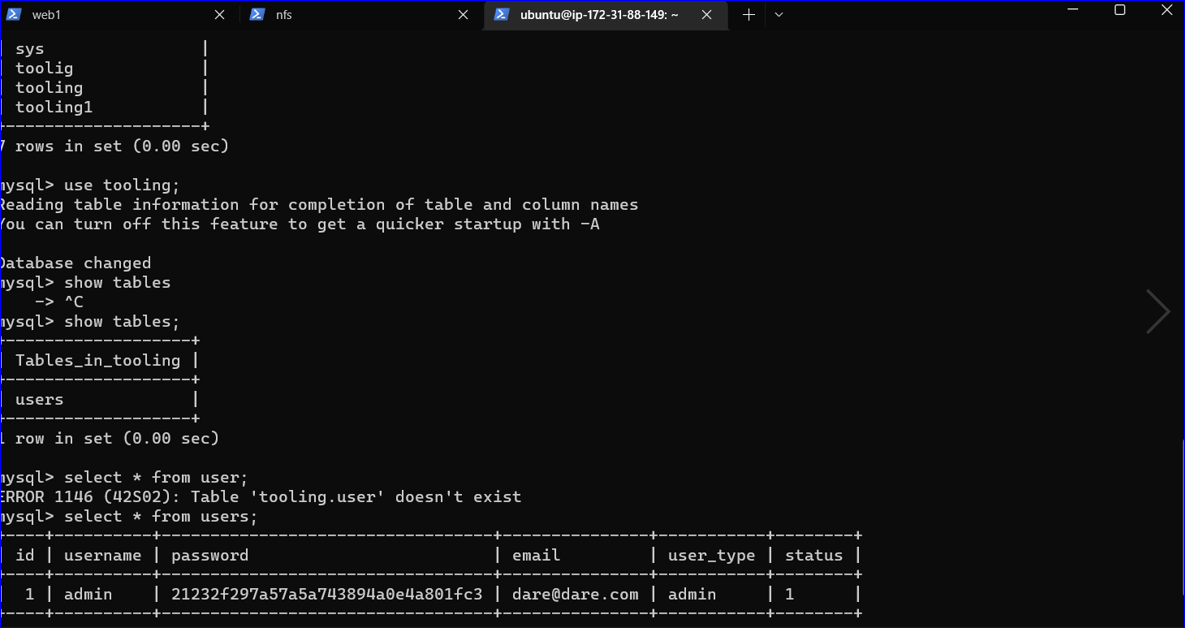 web1 nfs ubuntu@ip-172-31-88-149: ~
| sys |
| toolig |
| tooling |
| tooling1 |
+--------------------+
7 rows in set (0.00 sec)
mysql> use tooling;
Reading table information for completion of table and column names
You can turn off this feature to get a quicker startup with -A
Database changed
mysql> show tables
-> ^C
mysql> show tables;
+-------------------+
| Tables_in_tooling |
+-------------------+
| users |
+-------------------+
1 row in set (0.00 sec)
mysql> select * from user;
ERROR 1146 (42S02): Table 'tooling.user' doesn't exist
mysql> select * from users;
+----+----------+----------------------------------+---------------+-----------+--------+
| id | username | password | email | user_type | status |
+----+----------+----------------------------------+---------------+-----------+--------+
| 1 | admin | 21232f297a57a5a743894a0e4a801fc3 | dare@dare.com | admin | 1 |
+----+----------+----------------------------------+---------------+-----------+--------+